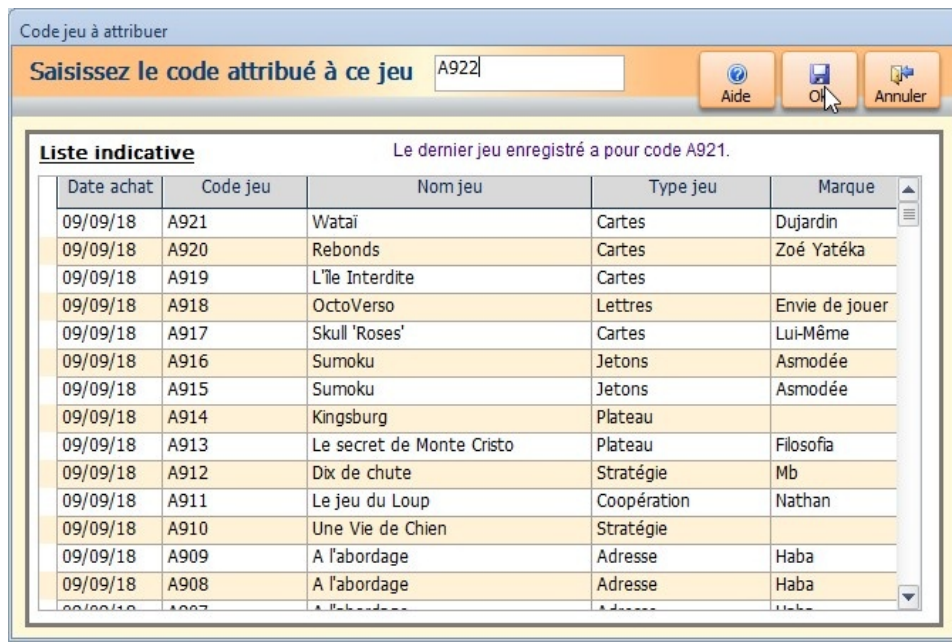 Code jeu à attribuer
Saisissez le code attribué à ce jeu A922
Aide Ok Annuler
Liste indicative Le dernier jeu enregistré a pour code A921.
Date achat Code jeu Nom jeu Type jeu Marque
09/09/18 A921 Wataï Cartes Dujardin
09/09/18 A920 Rebonds Cartes Zoé Yatéka
09/09/18 A919 L'île Interdite Cartes
09/09/18 A918 OctoVerso Lettres Envie de jouer
09/09/18 A917 Skull 'Roses' Cartes Lui-Même
09/09/18 A916 Sumoku Jetons Asmodée
09/09/18 A915 Sumoku Jetons Asmodée
09/09/18 A914 Kingsburg Plateau
09/09/18 A913 Le secret de Monte Cristo Plateau Filosofia
09/09/18 A912 Dix de chute Stratégie Mb
09/09/18 A911 Le jeu du Loup Coopération Nathan
09/09/18 A910 Une Vie de Chien Stratégie
09/09/18 A909 A l'abordage Adresse Haba
09/09/18 A908 A l'abordage Adresse Haba